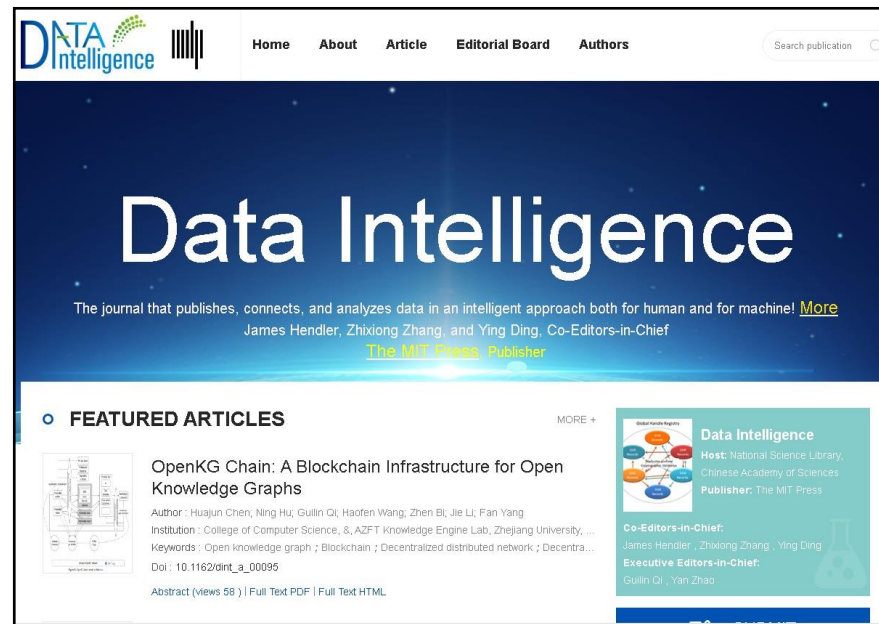 DATA
Intelligence
Home About Article Editorial Board Authors
Search publication
Data Intelligence
The journal that publishes, connects, and analyzes data in an intelligent approach both for human and for machine! More
James Hendler, Zhixiong Zhang, and Ying Ding, Co-Editors-in-Chief
The MIT Press, Publisher
FEATURED ARTICLES
MORE +
OpenKG Chain: A Blockchain Infrastructure for Open
Knowledge Graphs
Author : Huajun Chen; Ning Hu; Guilin Qi; Haofen Wang; Zhen Bi; Jie Li; Fan Yang
Institution : College of Computer Science, &, AZFT Knowledge Engine Lab, Zhejiang University, ...
Keywords : Open knowledge graph ; Blockchain ; Decentralized distributed network ; Decentra...
Doi : 10.1162/dint_a_00095
Abstract (views 58 ) | Full Text PDF | Full Text HTML
Global Handle Registry
Data Intelligence
Host: National Science Library,
Chinese Academy of Sciences
Publisher: The MIT Press
Co-Editors-in-Chief:
James Hendler , Zhixiong Zhang , Ying Ding
Executive Editors-in-Chief:
Guilin Qi , Yan Zhao